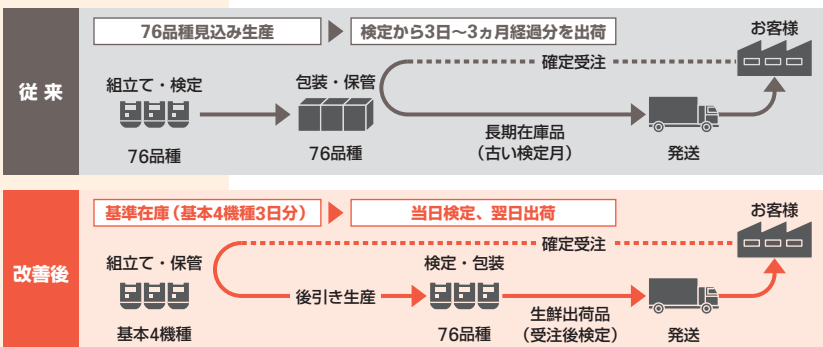 従 来
76品種見込み生産
検定から3日～3ヵ月経過分を出荷
お客様
確定受注
組立て・検定
包装・保管
76品種
76品種
長期在庫品
（古い検定月）
発送
改善後
基準在庫（基本4機種3日分）
当日検定、翌日出荷
お客様
確定受注
組立て・保管
検定・包装
後引き生産
基本4機種
76品種
生鮮出荷品
（受注後検定）
発送